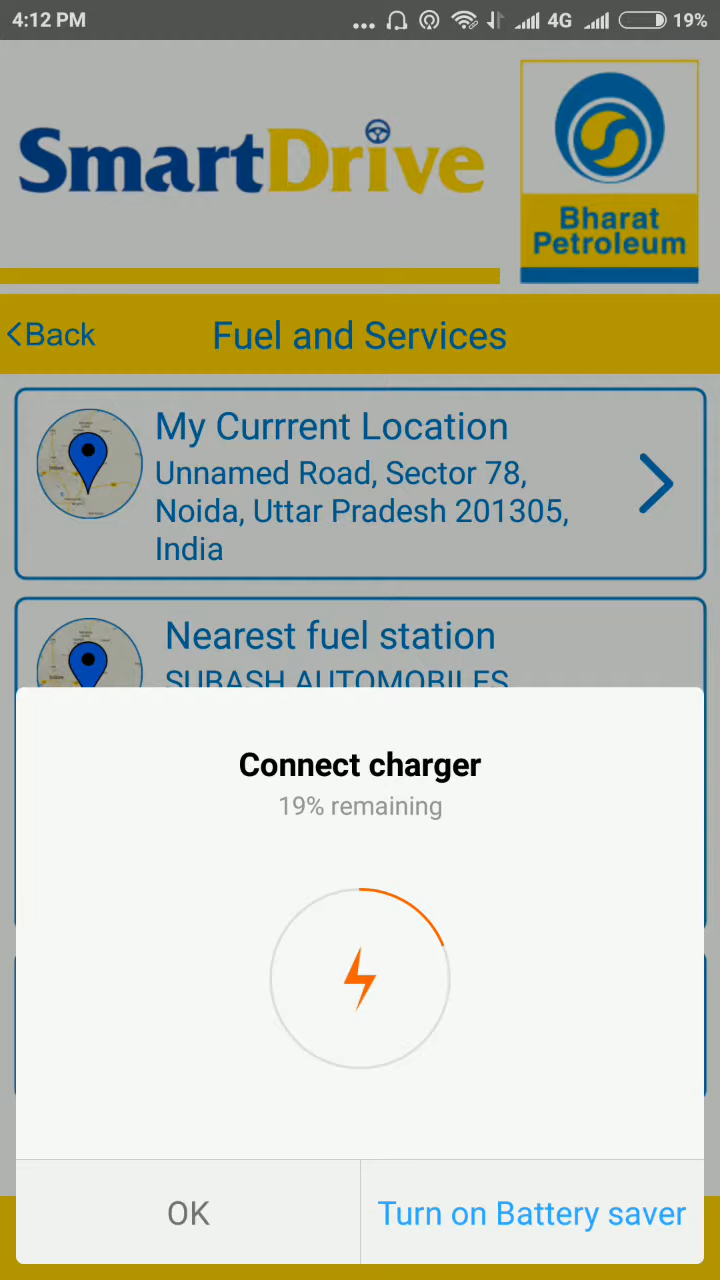 4:12 PM ... 4G 19%
SmartDrive
Bharat
Petroleum
<Back Fuel and Services
My Currrent Location
Unnamed Road, Sector 78,
Noida, Uttar Pradesh 201305,
India
Nearest fuel station
SUBASH AUTOMOBILES
Connect charger
19% remaining
OK Turn on Battery saver